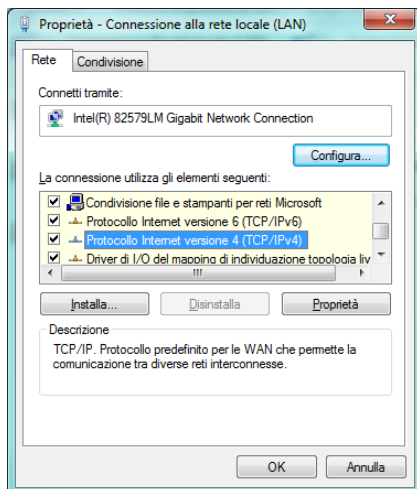 Proprietà - Connessione alla rete locale (LAN)
Rete
Condivisione
Connetti tramite:
Intel(R) 82579LM Gigabit Network Connection
Configura...
La connessione utilizza gli elementi seguenti:
Condivisione file e stampanti per reti Microsoft
Protocollo Internet versione 6 (TCP/IPv6)
Protocollo Internet versione 4 (TCP/IPv4)
Driver di I/O del mapping di individuazione topologia liv
Installa...
Disinstalla
Proprietà
Descrizione
TCP/IP. Protocollo predefinito per le WAN che permette la
comunicazione tra diverse reti interconnesse.
OK
Annulla